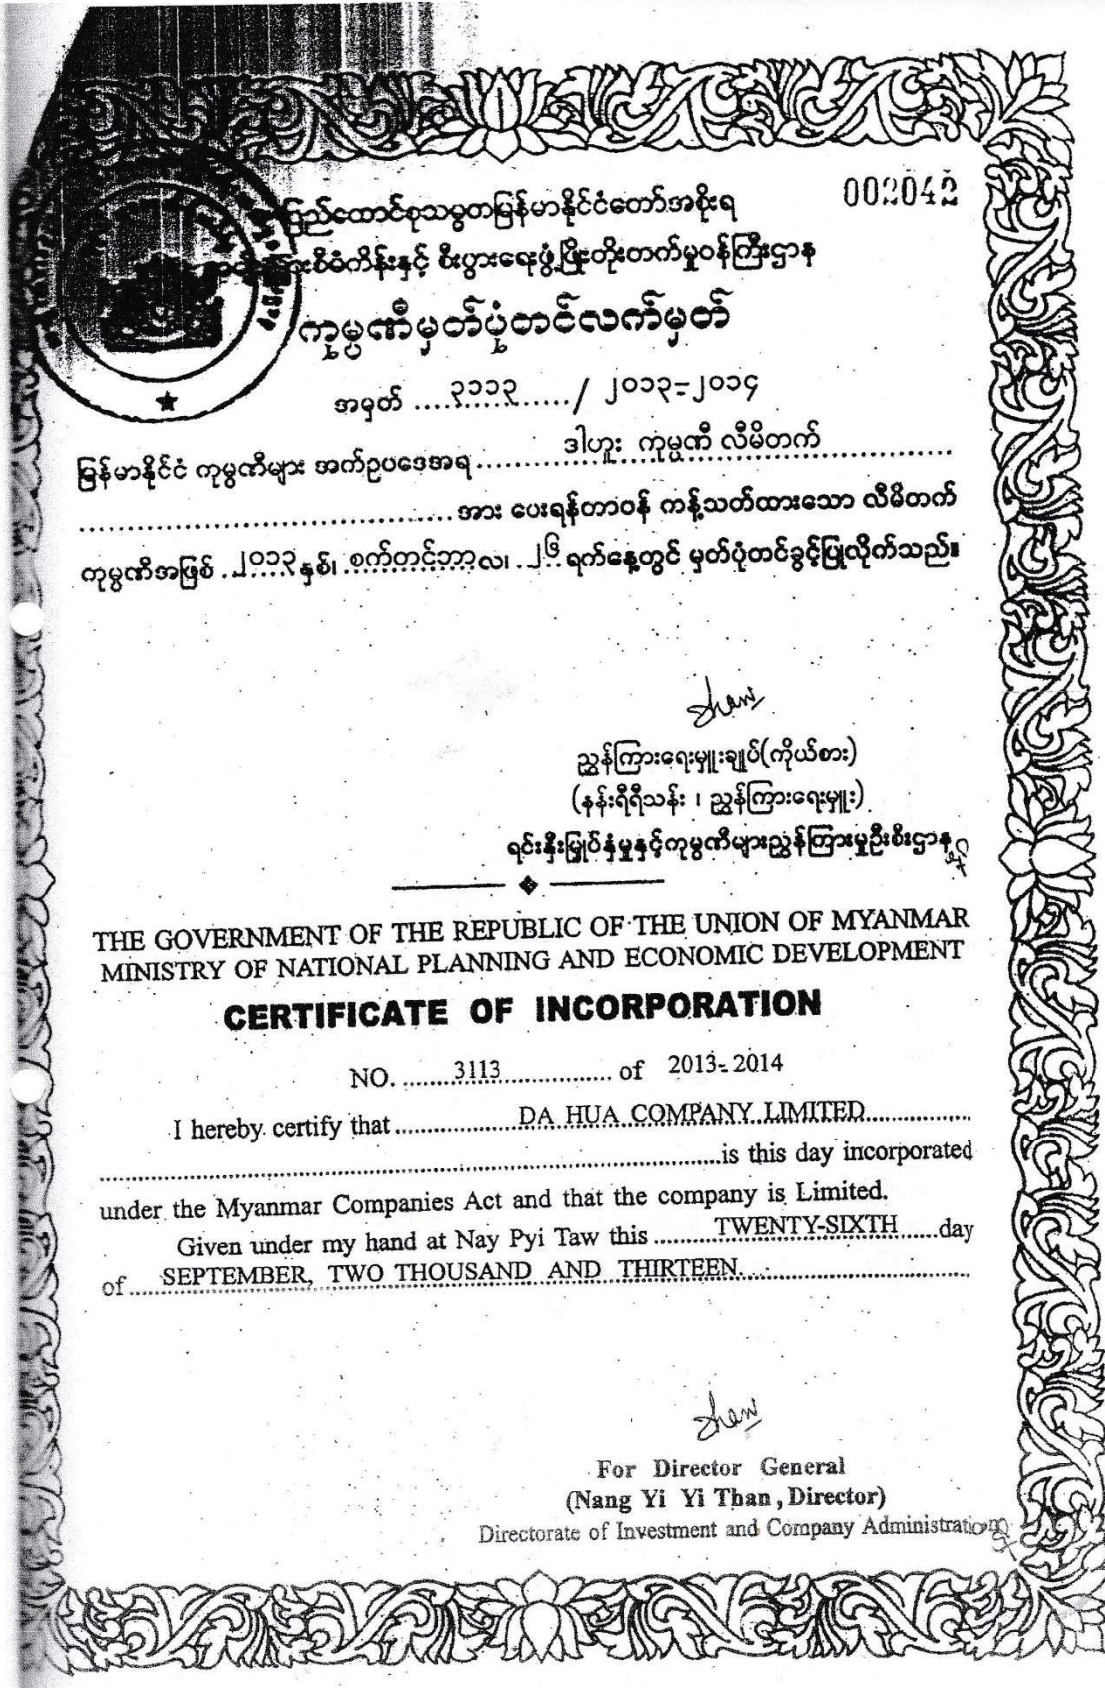 002042
ပြည်ထောင်စုသမ္မတမြန်မာနိုင်ငံတော်အစိုးရ
စီမံကိန်းနှင့် စီးပွားရေးဖွံ့ဖြိုးတိုးတက်မှုဝန်ကြီးဌာန
ကုမ္ပဏီမှတ်ပုံတင်လက်မှတ်
အမှတ် ....၃၁၁၃....../ ၂၀၁၃-၂၀၁၄
မြန်မာနိုင်ငံ ကုမ္ပဏီများ အက်ဥပဒေအရ.......ဒါဟူး ကုမ္ပဏီ လီမိတက်.......
........................ အား ပေးရန်တာဝန် ကန့်သတ်ထားသော လီမိတက်
ကုမ္ပဏီအဖြစ် .၂၀၁၃ နှစ်၊ .စက်တင်ဘာလ၊ .၂၆ ရက်နေ့တွင် မှတ်ပုံတင်ခွင့်ပြုလိုက်သည်။
ညွှန်ကြားရေးမှူးချုပ်(ကိုယ်စား)
(နန်းရီရီသန်း ၊ ညွှန်ကြားရေးမှူး)
ရင်းနှီးမြှုပ်နှံမှုနှင့်ကုမ္ပဏီများညွှန်ကြားမှုဦးစီးဌာန
THE GOVERNMENT OF THE REPUBLIC OF THE UNION OF MYANMAR
MINISTRY OF NATIONAL PLANNING AND ECONOMIC DEVELOPMENT
CERTIFICATE OF INCORPORATION
NO. ........3113................ of 2013-2014
I hereby certify that ..................DA HUA COMPANY LIMITED................
........................is this day incorporated
under the Myanmar Companies Act and that the company is Limited.
Given under my hand at Nay Pyi Taw this ..........TWENTY-SIXTH......day
of.....SEPTEMBER, TWO THOUSAND AND THIRTEEN........................
For Director General
(Nang Yi Yi Than, Director)
Directorate of Investment and Company Administration